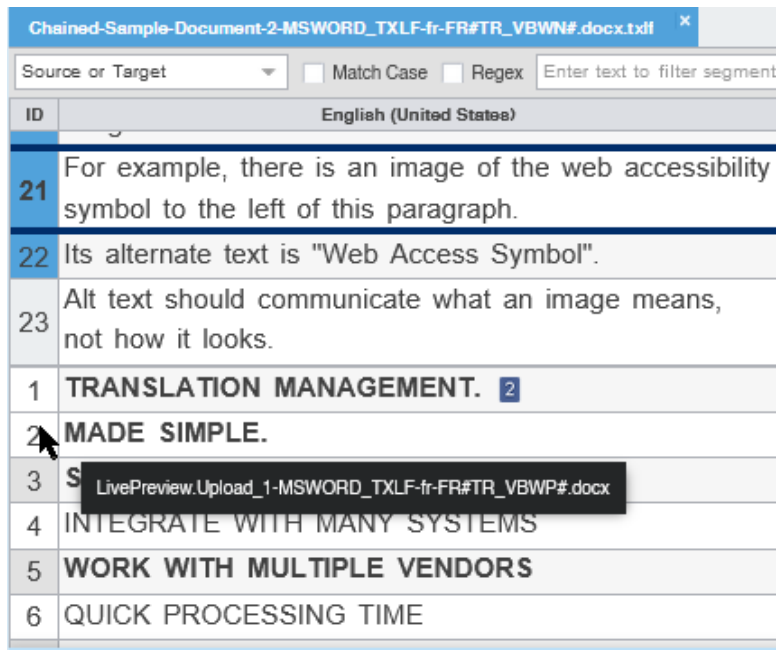 Chained-Sample-Document-2-MSWORD_TXLF-fr-FR#TR_VBWN#.docx.txlf ×
Source or Target Match Case Regex Enter text to filter segment
ID English (United States)
21 For example, there is an image of the web accessibility
symbol to the left of this paragraph.
22 Its alternate text is "Web Access Symbol".
23 Alt text should communicate what an image means,
not how it looks.
1 TRANSLATION MANAGEMENT. 2
2 MADE SIMPLE.
3 S
LivePreview.Upload_1-MSWORD_TXLF-fr-FR#TR_VBWP#.docx
4 INTEGRATE WITH MANY SYSTEMS
5 WORK WITH MULTIPLE VENDORS
6 QUICK PROCESSING TIME